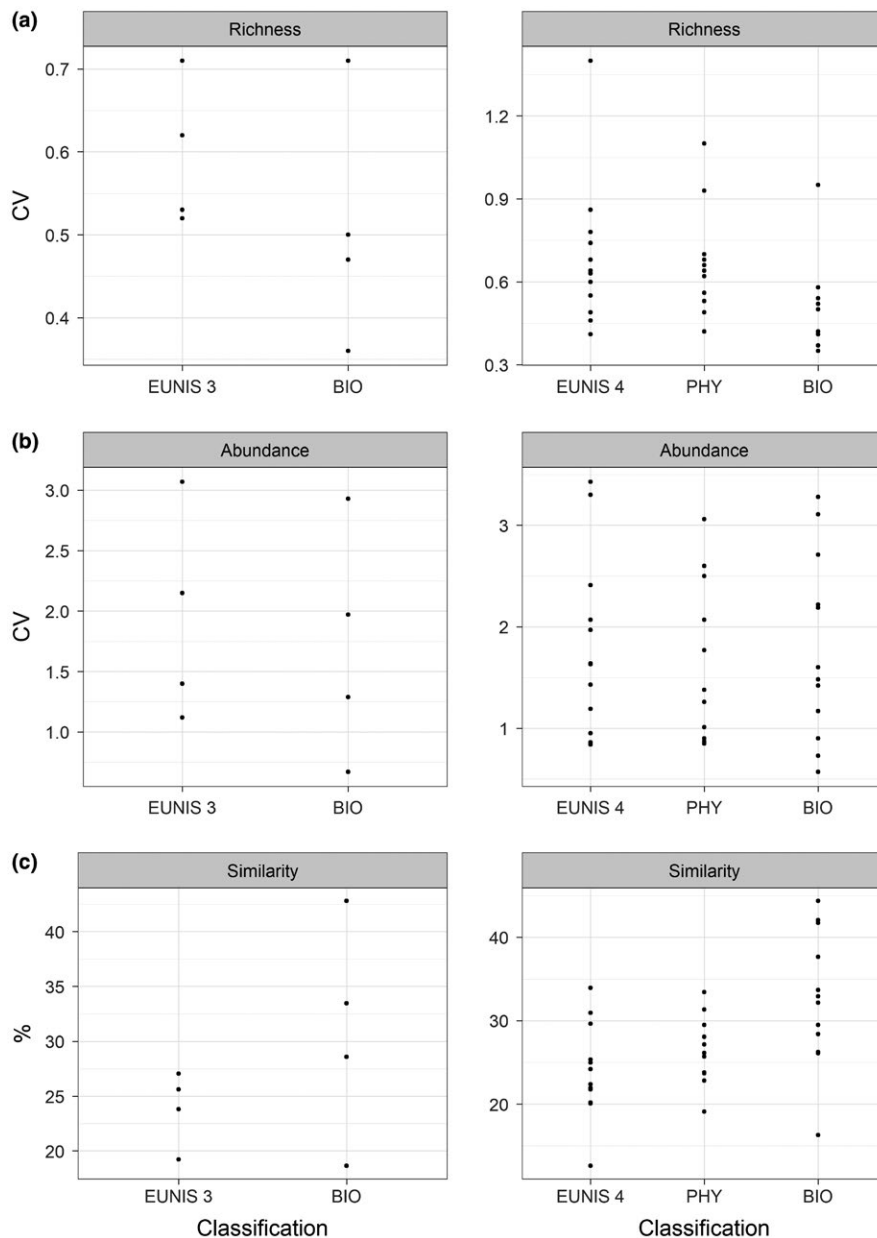 (a)
Richness
CV
0.7
0.6
0.5
0.4
EUNIS 3 BIO
Richness
1.2
0.9
0.6
0.3
EUNIS 4 PHY BIO
(b)
Abundance
CV
3.0
2.5
2.0
1.5
1.0
EUNIS 3 BIO
Abundance
3
2
1
EUNIS 4 PHY BIO
(c)
Similarity
%
40
35
30
25
20
EUNIS 3 BIO
Classification
Similarity
40
30
20
EUNIS 4 PHY BIO
Classification